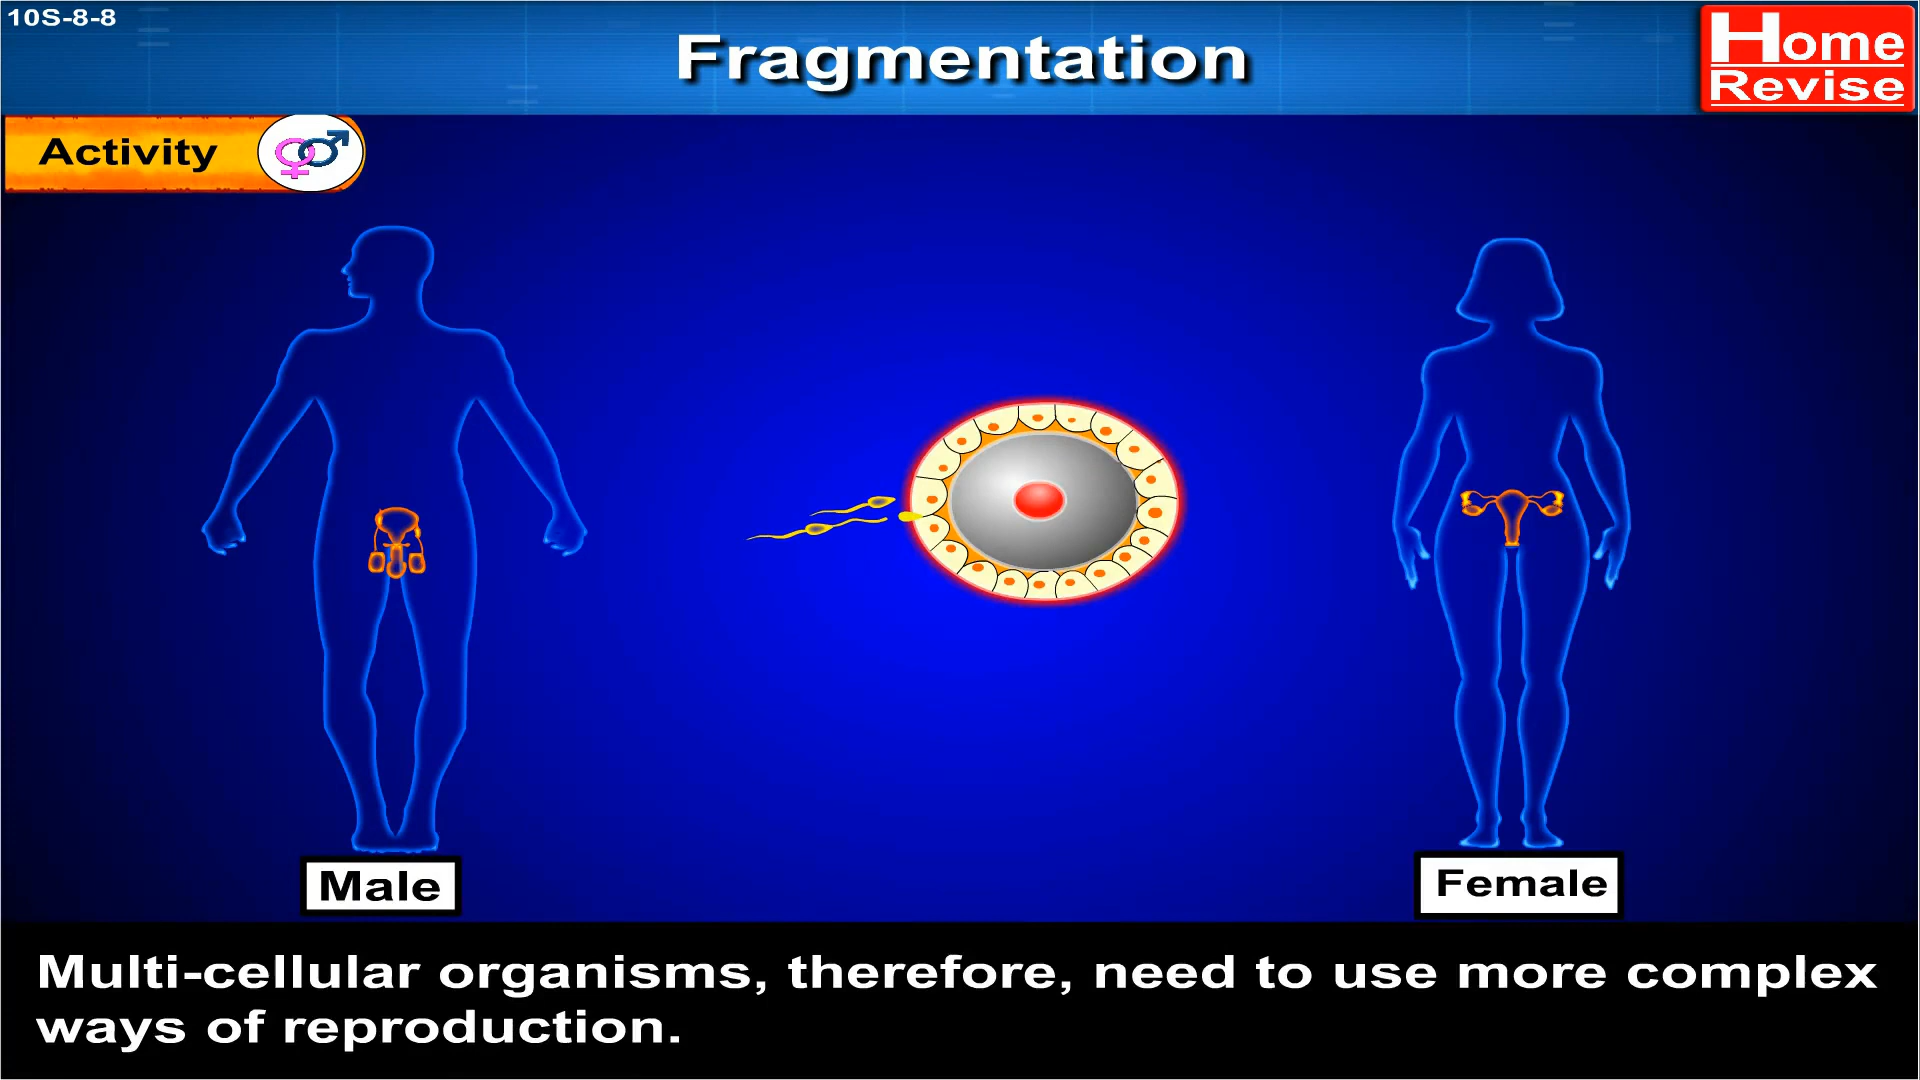 10S-8-8
Fragmentation
Home
Revise
Activity
Male
Female
Multi-cellular organisms, therefore, need to use more complex
ways of reproduction.